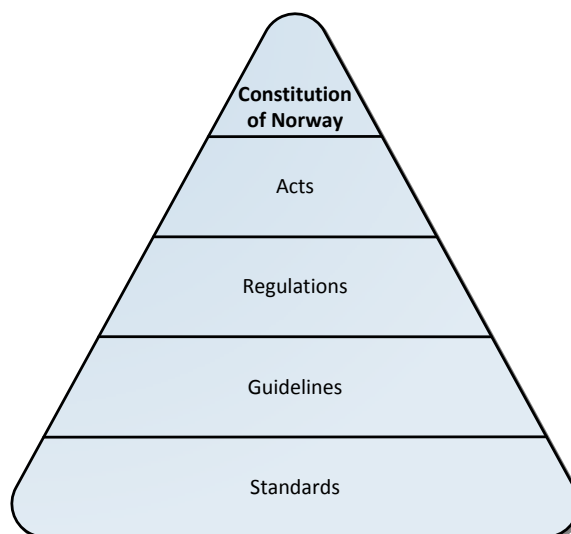 Constitution
of Norway
Acts
Regulations
Guidelines
Standards